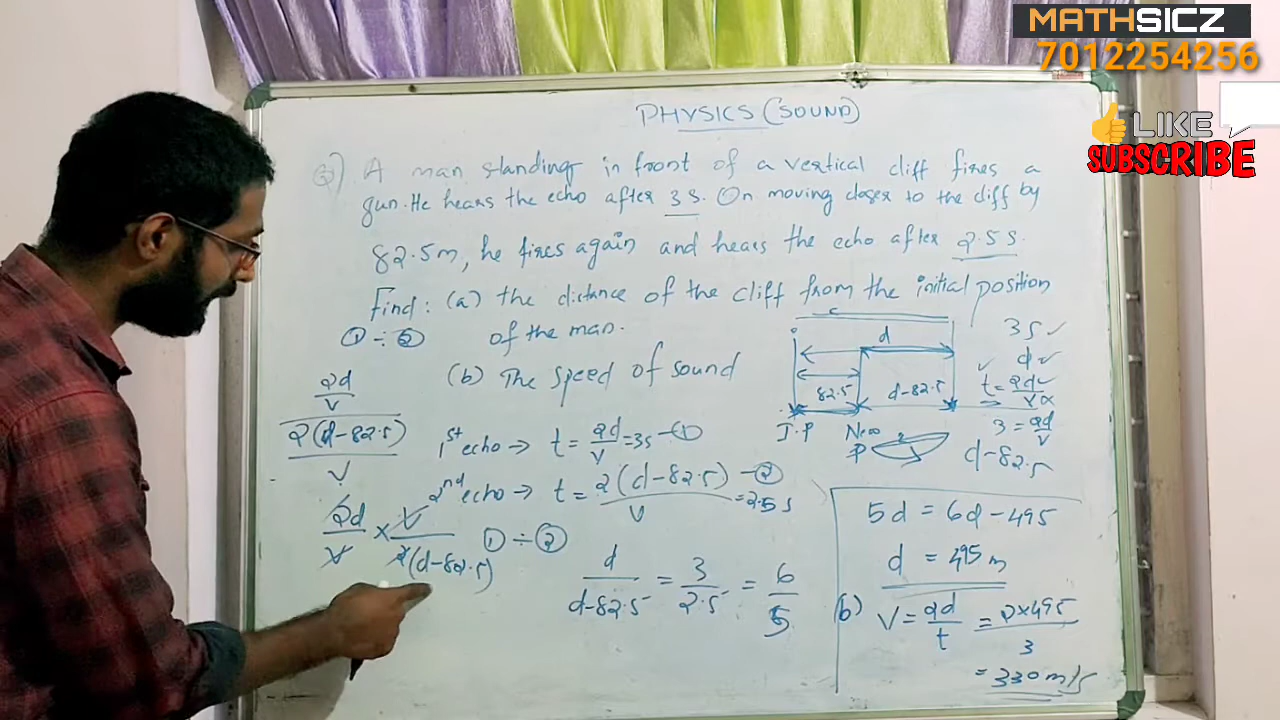 MATHSICZ
7012254256
LIKE
SUBSCRIBE
PHYSICS (SOUND)
Q) A man standing in front of a vertical cliff fires a
gun. He hears the echo after 3 s. On moving closer to the cliff by
82.5m, he fires again and hears the echo after 2.5 s.
Find: (a) the distance of the cliff from the initial position
of the man.
(b) The speed of sound
① ÷ ②
2d
V
2(d-82.5)
V
2d × V
V 2(d-82.5)
1st echo → t = 2d/V = 3s - ①
2nd echo → t = 2(d-82.5)/V - ②
= 2.5 s
① ÷ ②
d/d-82.5 = 3/2.5 = 6/5
d
82.5 d-82.5
I.P New
P
3 s ✓
d ✓
✓ t = 2d/V
3 = 2d/V
d-82.5
5d = 6d - 495
d = 495 m
(b) V = 2d/t = 2×495/3
= 330 m/s